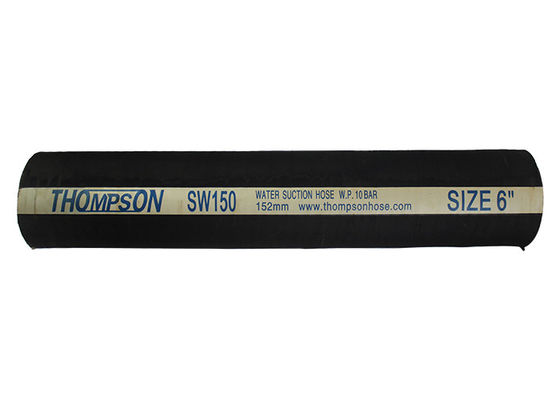 THOMPSON SW150 WATER SUCTION HOSE W.P. 10 BAR SIZE 6"
152mm www.thompsonhose.com